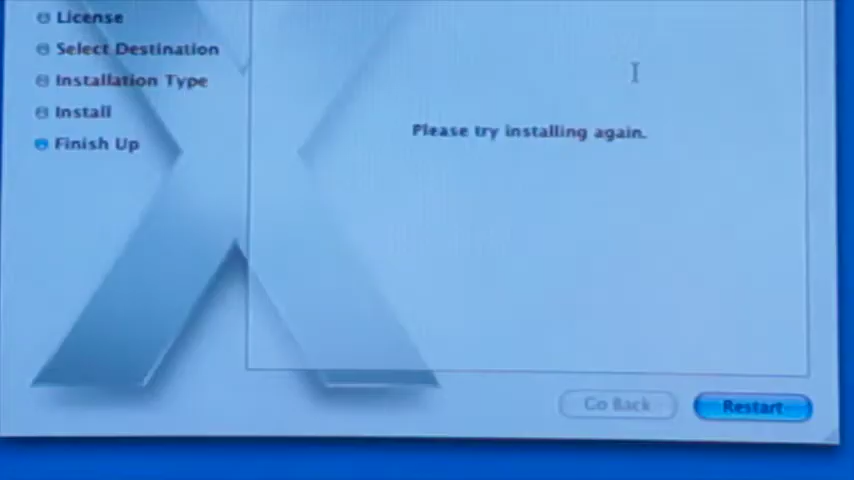 License
Select Destination
Installation Type
Install
Finish Up
Please try installing again.
Go Back
Restart